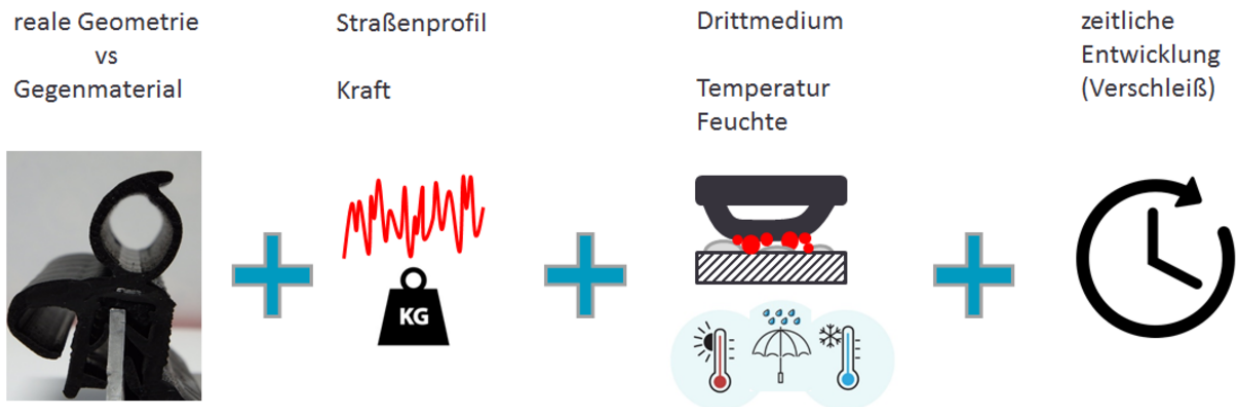 reale Geometrie
vs
Gegenmaterial
Straßenprofil
Kraft
Drittmedium
Temperatur
Feuchte
zeitliche
Entwicklung
(Verschleiß)
KG